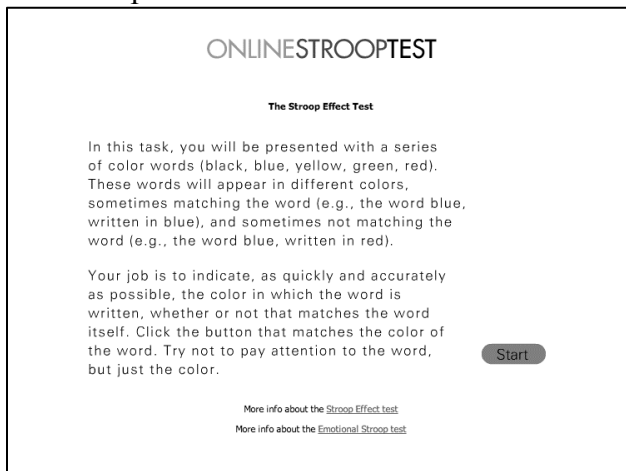 ONLINESTROOPTEST
The Stroop Effect Test
In this task, you will be presented with a series
of color words (black, blue, yellow, green, red).
These words will appear in different colors,
sometimes matching the word (e.g., the word blue,
written in blue), and sometimes not matching the
word (e.g., the word blue, written in red).
Your job is to indicate, as quickly and accurately
as possible, the color in which the word is
written, whether or not that matches the word
itself. Click the button that matches the color of
the word. Try not to pay attention to the word,
but just the color.
Start
More info about the Stroop Effect test
More info about the Emotional Stroop test